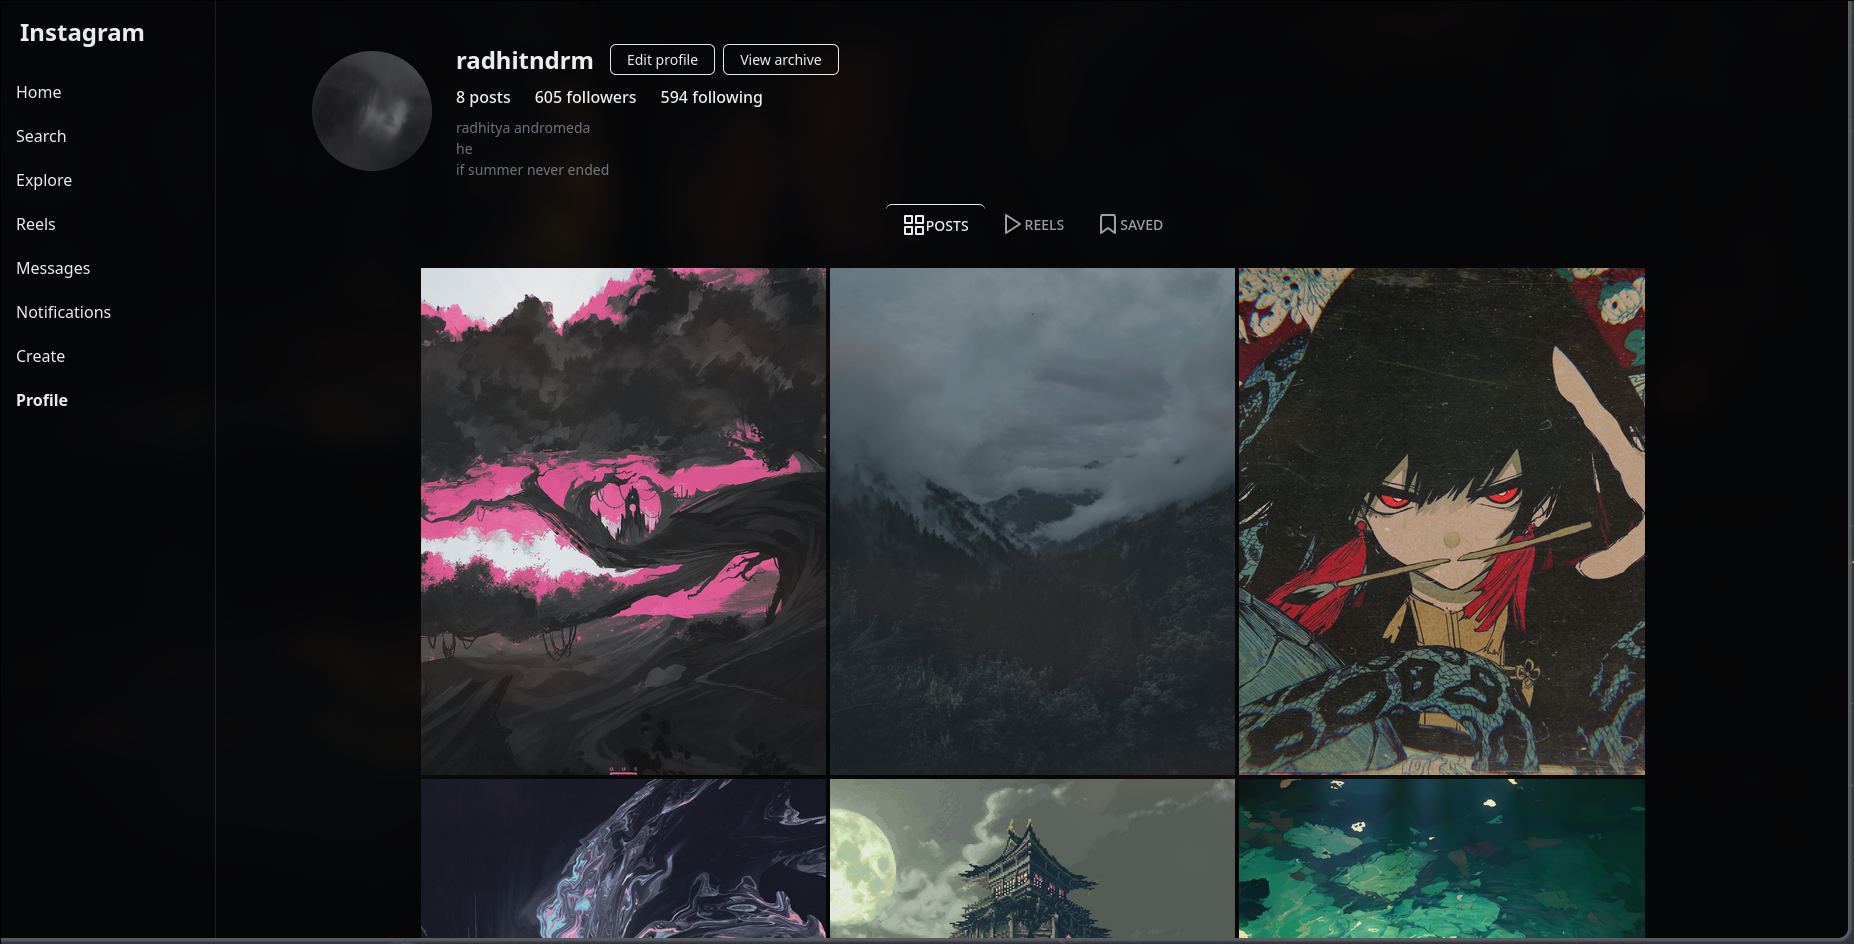 Instagram
Home
Search
Explore
Reels
Messages
Notifications
Create
Profile
radhitndrm
Edit profile
View archive
8 posts 605 followers 594 following
radhitya andromeda
he
if summer never ended
POSTS REELS SAVED